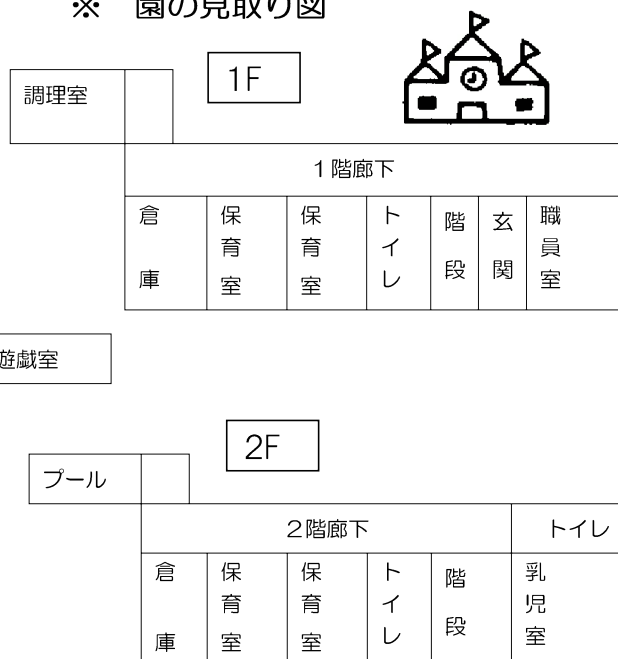 ※　園の見取り図
1F
調理室
1階廊下
倉庫
保育室
保育室
トイレ
階段
玄関
職員室
遊戯室
2F
プール
2階廊下
トイレ
倉庫
保育室
保育室
トイレ
階段
乳児室